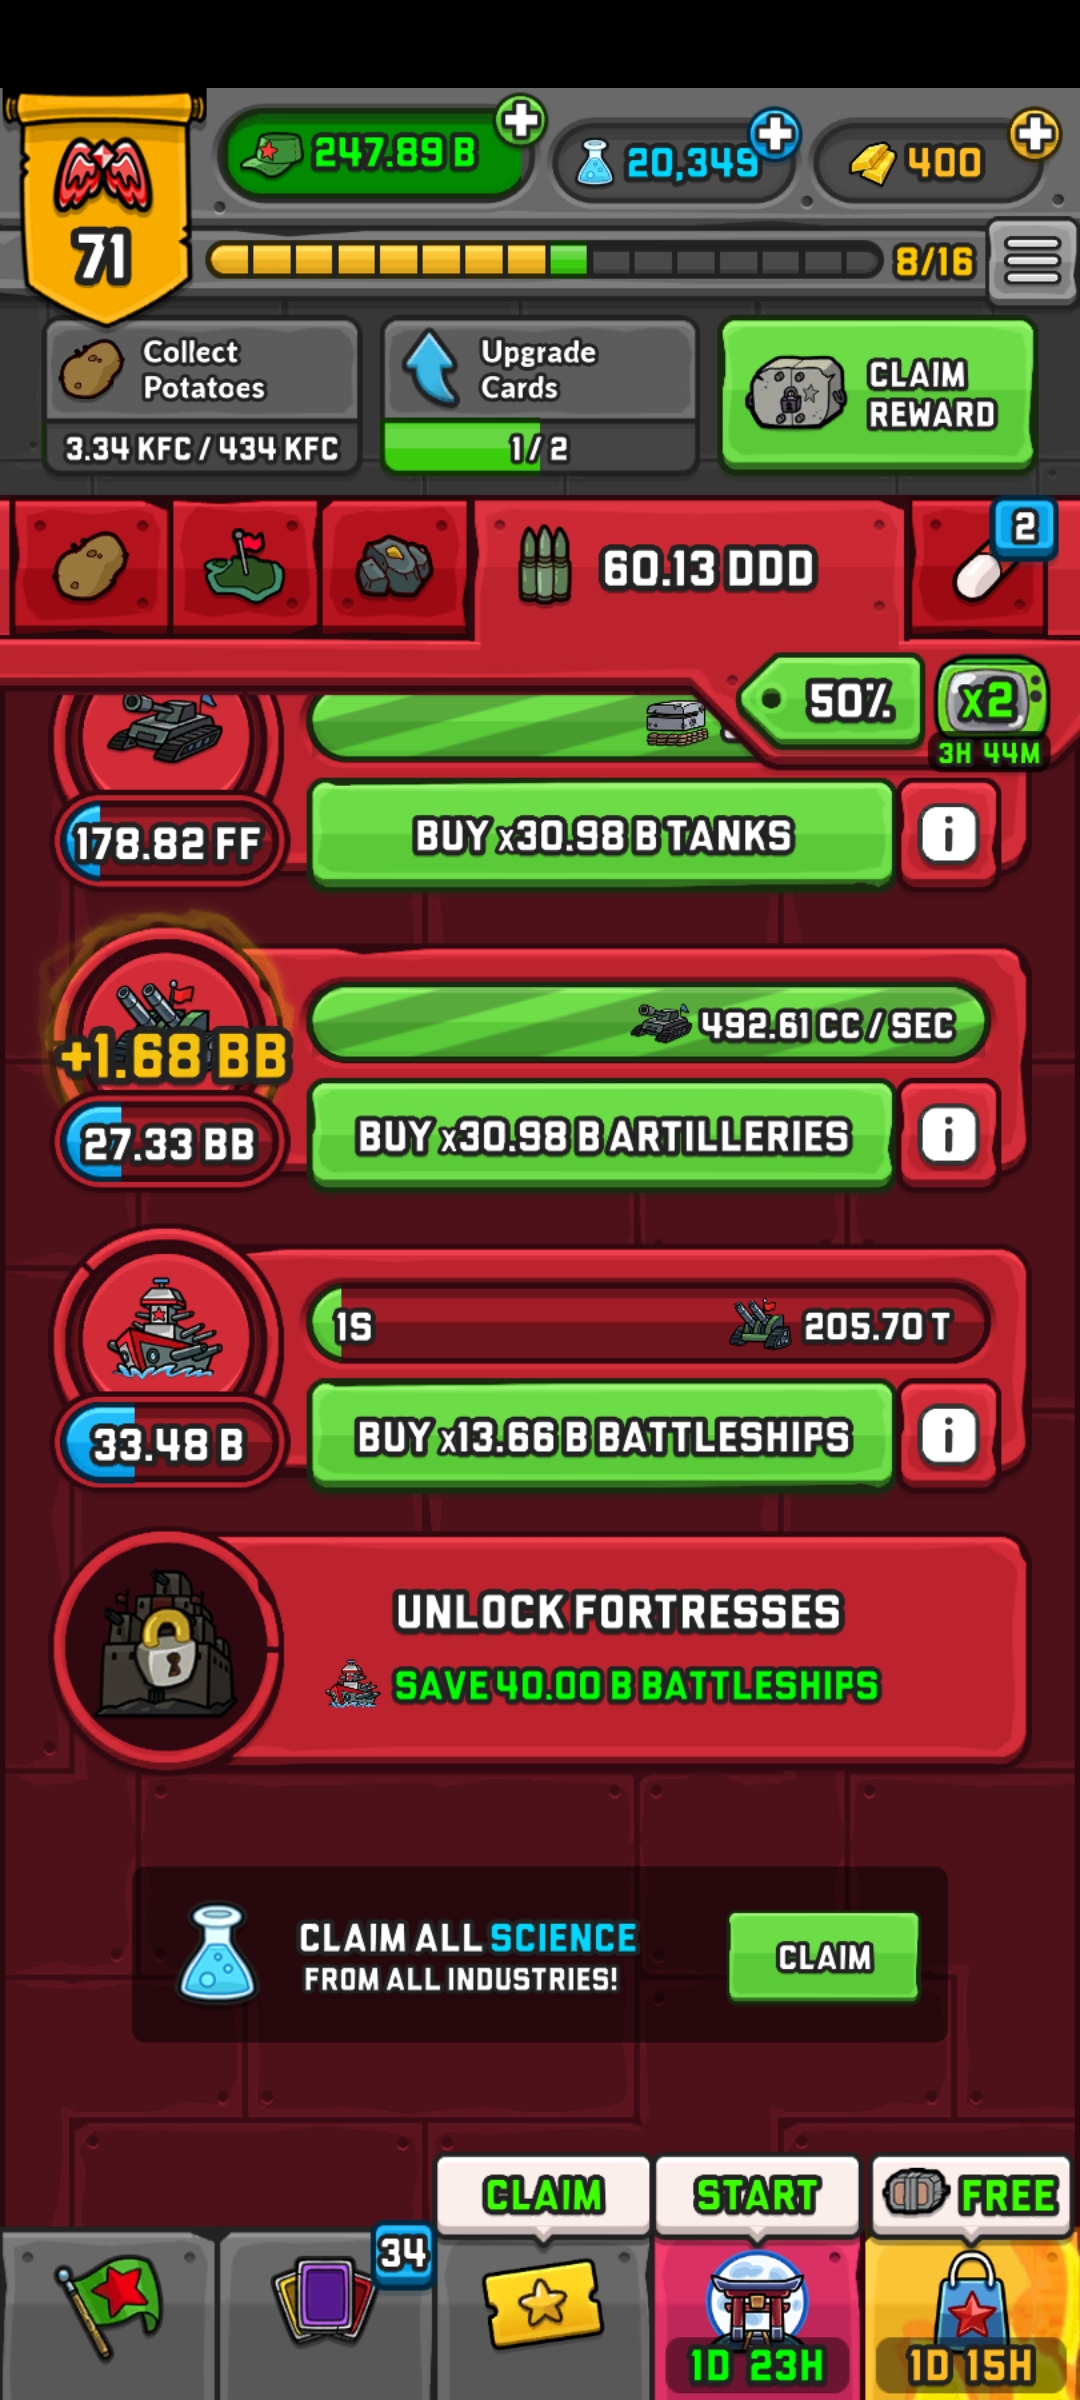 247.89 B
20,349
400
71
8/16
Collect
Potatoes
3.34 KFC / 434 KFC
Upgrade
Cards
1 / 2
CLAIM
REWARD
60.13 DDD
2
50%
x2
3H 44M
178.82 FF
BUY x30.98 B TANKS
i
+1.68 BB
492.61 CC / SEC
27.33 BB
BUY x30.98 B ARTILLERIES
i
1S
205.70 T
33.48 B
BUY x13.66 B BATTLESHIPS
i
UNLOCK FORTRESSES
SAVE 40.00 B BATTLESHIPS
CLAIM ALL SCIENCE
FROM ALL INDUSTRIES!
CLAIM
CLAIM
START
FREE
34
1D 23H
1D 15H